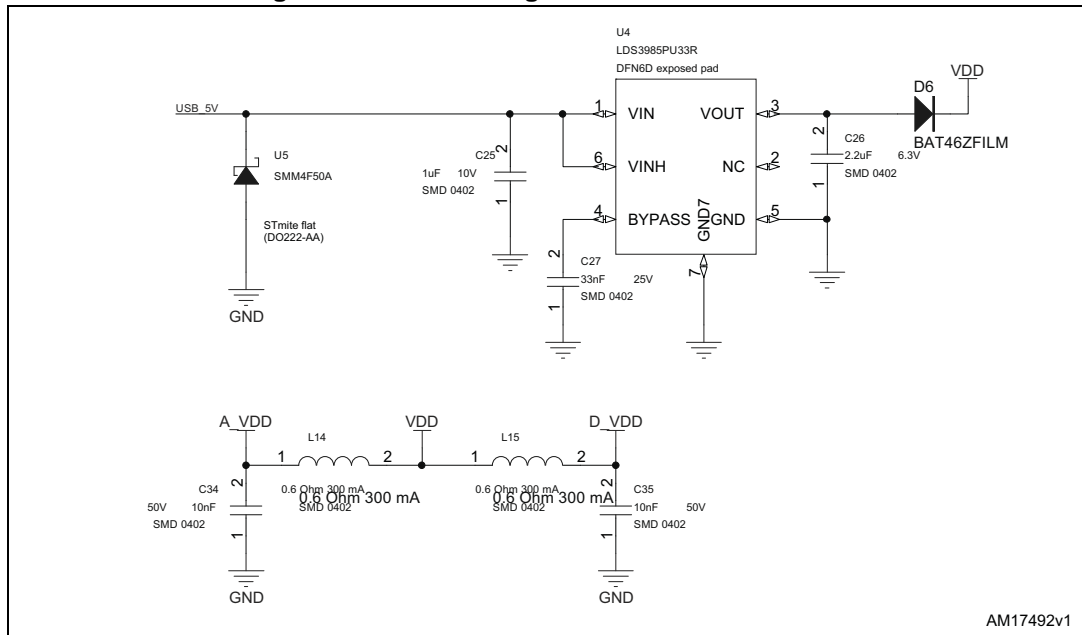 U4
LDS3985PU33R
DFN6D exposed pad
VDD
D6
BAT46ZFILM
USB_5V
1
VIN
VOUT
3
U5
SMM4F50A
C25
2
1uF
10V
SMD 0402
1
6
VINH
NC
2
2
C26
2.2uF
6.3V
SMD 0402
1
STmite flat
(DO222-AA)
4
BYPASS
GND7
GND
5
2
C27
33nF
25V
SMD 0402
1
7
GND
A_VDD
VDD
D_VDD
L14
L15
1
2
1
2
2
C34
50V
10nF
SMD 0402
1
0.6 Ohm 300 mA
0.6 Ohm 300 mA
SMD 0402
0.6 Ohm 300 mA
0.6 Ohm 300 mA
SMD 0402
2
C35
10nF
50V
SMD 0402
1
GND
GND
AM17492v1